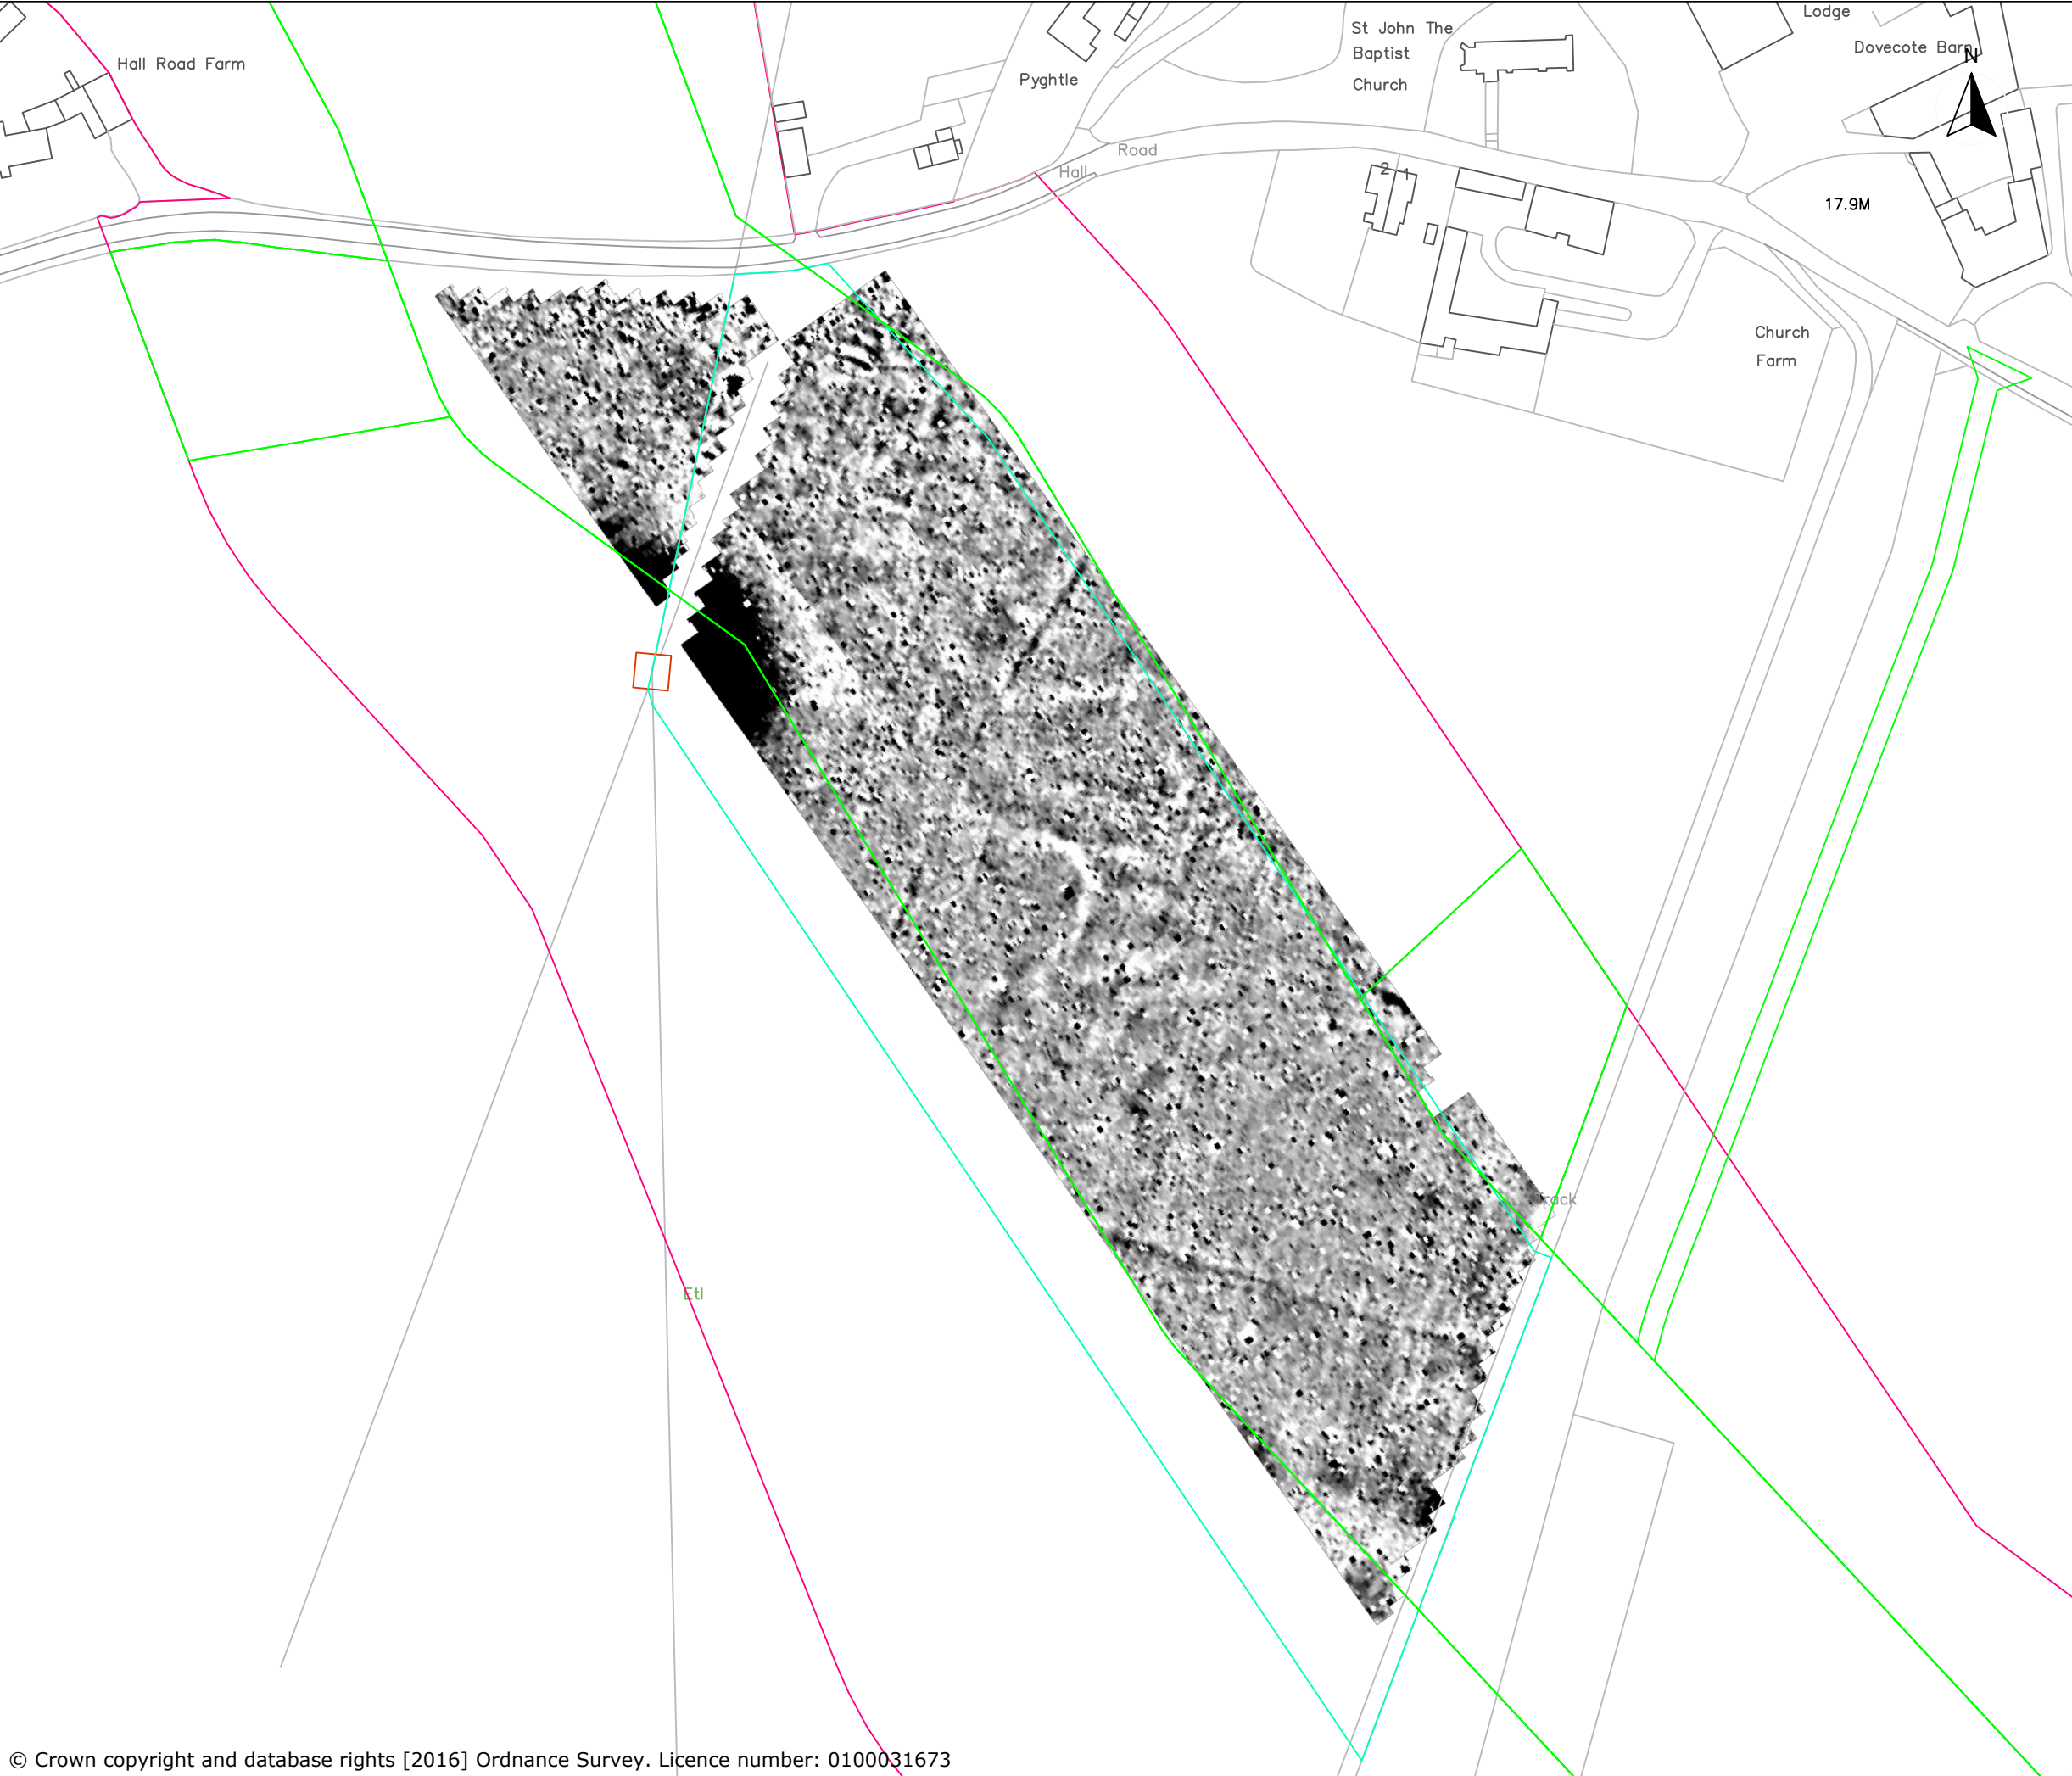 Lodge
St John The
Dovecote Barn
N
Baptist
Hall Road Farm
Pyghtle
Church
Road
Hall
2
1
17.9M
Church
Farm
Track
Etl
© Crown copyright and database rights [2016] Ordnance Survey. Licence number: 0100031673